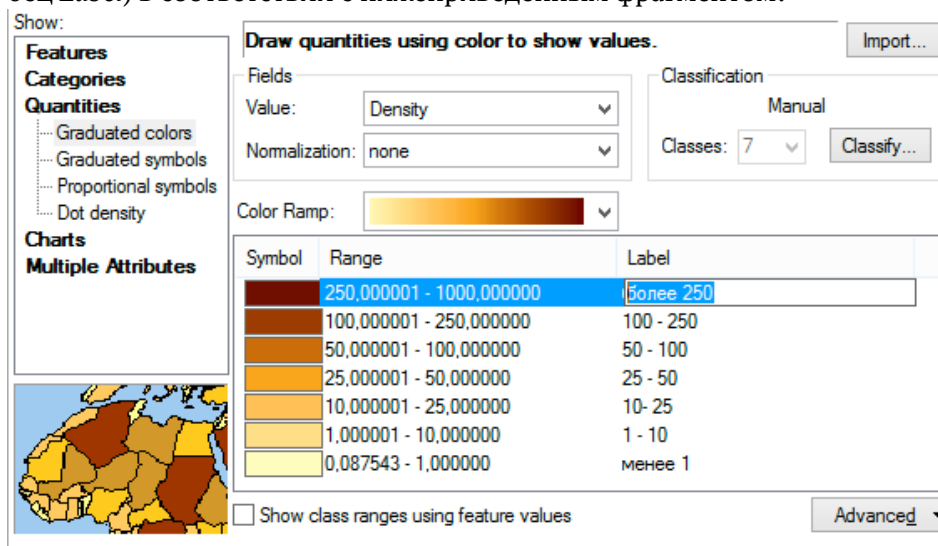 Show:
Features
Categories
Quantities
Graduated colors
Graduated symbols
Proportional symbols
Dot density
Charts
Multiple Attributes
Draw quantities using color to show values.
Import...
Fields
Value: Density
Normalization: none
Classification
Manual
Classes: 7 Classify...
Color Ramp:
Symbol Range Label
250,000001 - 1000,000000 более 250
100,000001 - 250,000000 100 - 250
50,000001 - 100,000000 50 - 100
25,000001 - 50,000000 25 - 50
10,000001 - 25,000000 10- 25
1,000001 - 10,000000 1 - 10
0,087543 - 1,000000 менее 1
Show class ranges using feature values
Advanced